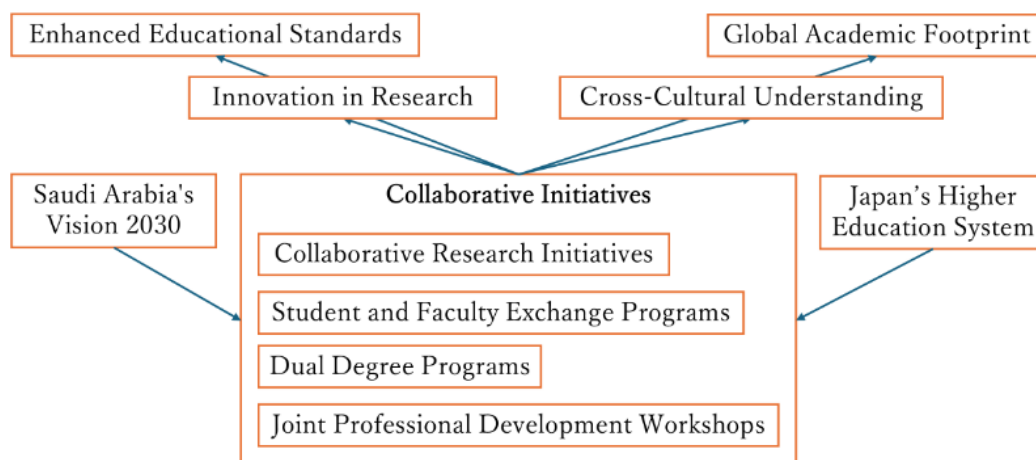 Enhanced Educational Standards
Global Academic Footprint
Innovation in Research
Cross-Cultural Understanding
Saudi Arabia's
Vision 2030
Collaborative Initiatives
Japan’s Higher
Education System
Collaborative Research Initiatives
Student and Faculty Exchange Programs
Dual Degree Programs
Joint Professional Development Workshops